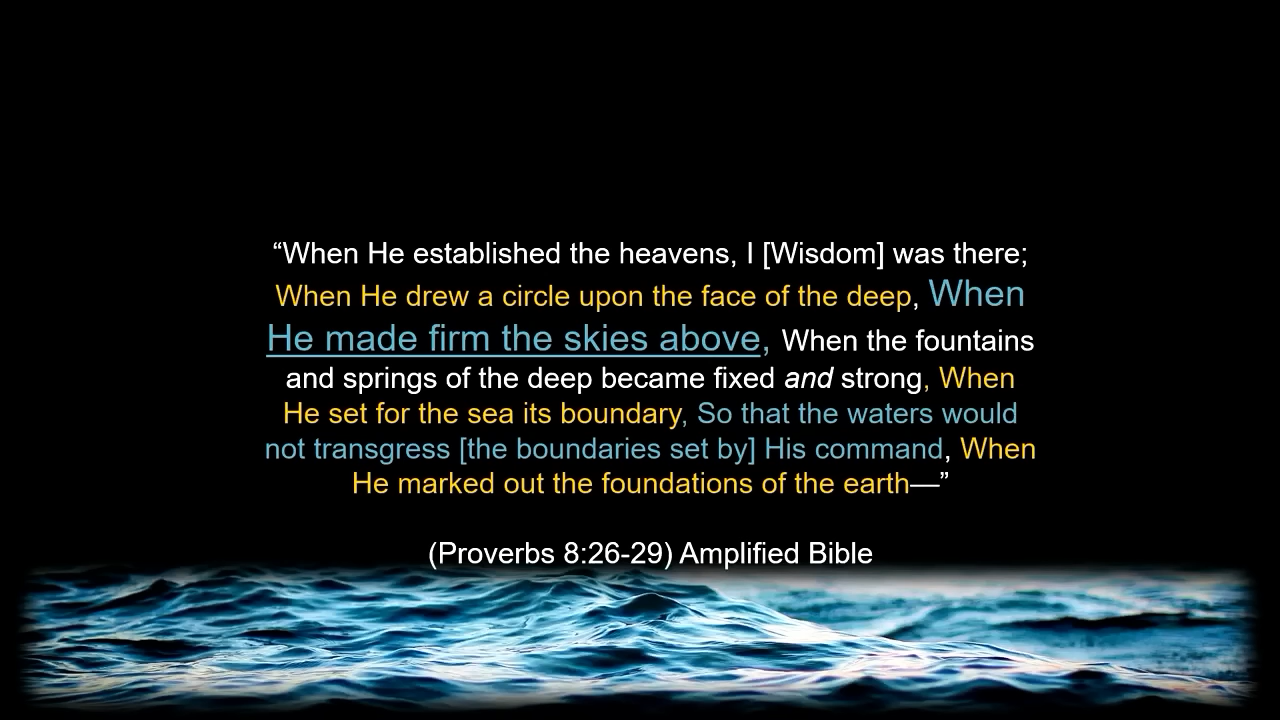 “When He established the heavens, I [Wisdom] was there;
When He drew a circle upon the face of the deep, When
He made firm the skies above, When the fountains
and springs of the deep became fixed and strong, When
He set for the sea its boundary, So that the waters would
not transgress [the boundaries set by] His command, When
He marked out the foundations of the earth—”
(Proverbs 8:26-29) Amplified Bible